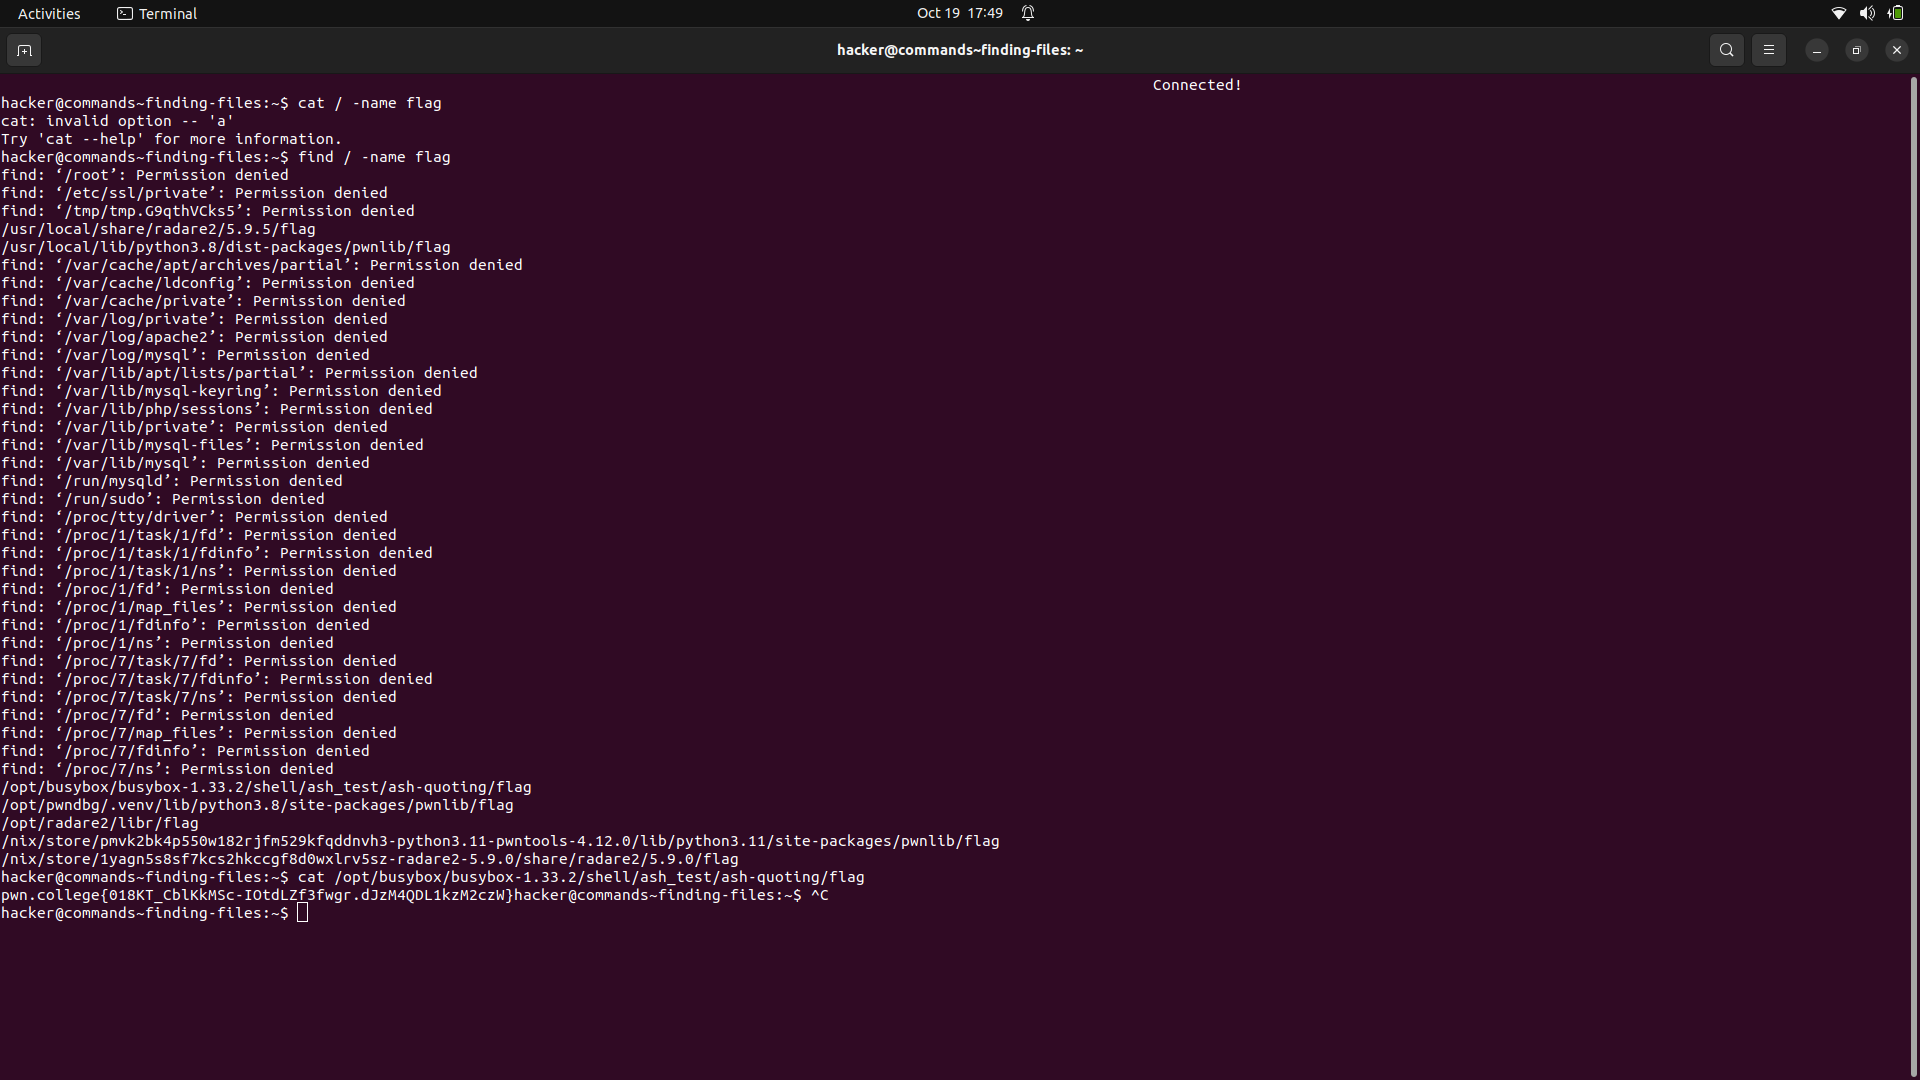 Activities
Terminal
Oct 19 17:49
hacker@commands~finding-files: ~
Connected!
hacker@commands~finding-files:~$ cat / -name flag
cat: invalid option -- 'a'
Try 'cat --help' for more information.
hacker@commands~finding-files:~$ find / -name flag
find: ‘/root’: Permission denied
find: ‘/etc/ssl/private’: Permission denied
find: ‘/tmp/tmp.G9qthVCks5’: Permission denied
/usr/local/share/radare2/5.9.5/flag
/usr/local/lib/python3.8/dist-packages/pwnlib/flag
find: ‘/var/cache/apt/archives/partial’: Permission denied
find: ‘/var/cache/ldconfig’: Permission denied
find: ‘/var/cache/private’: Permission denied
find: ‘/var/log/private’: Permission denied
find: ‘/var/log/apache2’: Permission denied
find: ‘/var/log/mysql’: Permission denied
find: ‘/var/lib/apt/lists/partial’: Permission denied
find: ‘/var/lib/mysql-keyring’: Permission denied
find: ‘/var/lib/php/sessions’: Permission denied
find: ‘/var/lib/private’: Permission denied
find: ‘/var/lib/mysql-files’: Permission denied
find: ‘/var/lib/mysql’: Permission denied
find: ‘/run/mysqld’: Permission denied
find: ‘/run/sudo’: Permission denied
find: ‘/proc/tty/driver’: Permission denied
find: ‘/proc/1/task/1/fd’: Permission denied
find: ‘/proc/1/task/1/fdinfo’: Permission denied
find: ‘/proc/1/task/1/ns’: Permission denied
find: ‘/proc/1/fd’: Permission denied
find: ‘/proc/1/map_files’: Permission denied
find: ‘/proc/1/fdinfo’: Permission denied
find: ‘/proc/1/ns’: Permission denied
find: ‘/proc/7/task/7/fd’: Permission denied
find: ‘/proc/7/task/7/fdinfo’: Permission denied
find: ‘/proc/7/task/7/ns’: Permission denied
find: ‘/proc/7/fd’: Permission denied
find: ‘/proc/7/map_files’: Permission denied
find: ‘/proc/7/fdinfo’: Permission denied
find: ‘/proc/7/ns’: Permission denied
/opt/busybox/busybox-1.33.2/shell/ash_test/ash-quoting/flag
/opt/pwndbg/.venv/lib/python3.8/site-packages/pwnlib/flag
/opt/radare2/libr/flag
/nix/store/pmvk2bk4p550w182rjfm529kfqddnvh3-python3.11-pwntools-4.12.0/lib/python3.11/site-packages/pwnlib/flag
/nix/store/1yagn5s8sf7kcs2hkccgf8d0wxlrv5sz-radare2-5.9.0/share/radare2/5.9.0/flag
hacker@commands~finding-files:~$ cat /opt/busybox/busybox-1.33.2/shell/ash_test/ash-quoting/flag
pwn.college{018KT_CblKkMSc-IOtdLZf3fwgr.dJzM4QDL1kzM2czW}hacker@commands~finding-files:~$ ^C
hacker@commands~finding-files:~$